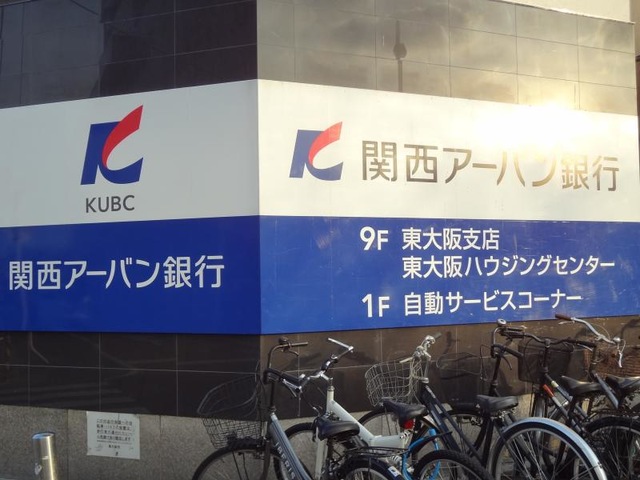 KUBC
関西アーバン銀行
関西アーバン銀行
9F 東大阪支店
東大阪ハウジングセンター
1F 自動サービスコーナー